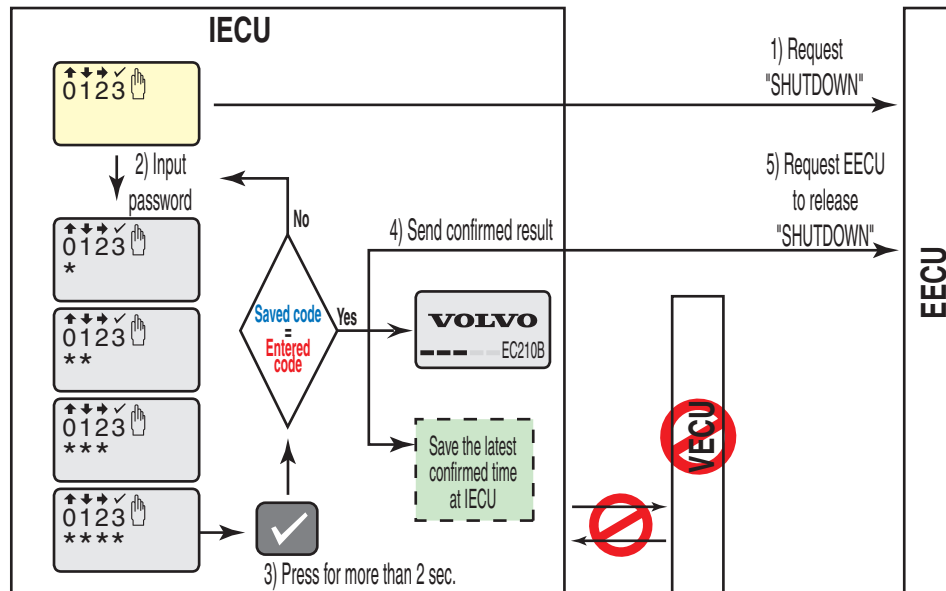 IECU
0123
1) Request
"SHUTDOWN"
2) Input
password
0123
*
0123
**
0123
***
0123
****
3) Press for more than 2 sec.
No
Saved code
=
Entered
code
Yes
4) Send confirmed result
5) Request EECU
to release
"SHUTDOWN"
VOLVO
EC210B
Save the latest
confirmed time
at IECU
VECU
EECU